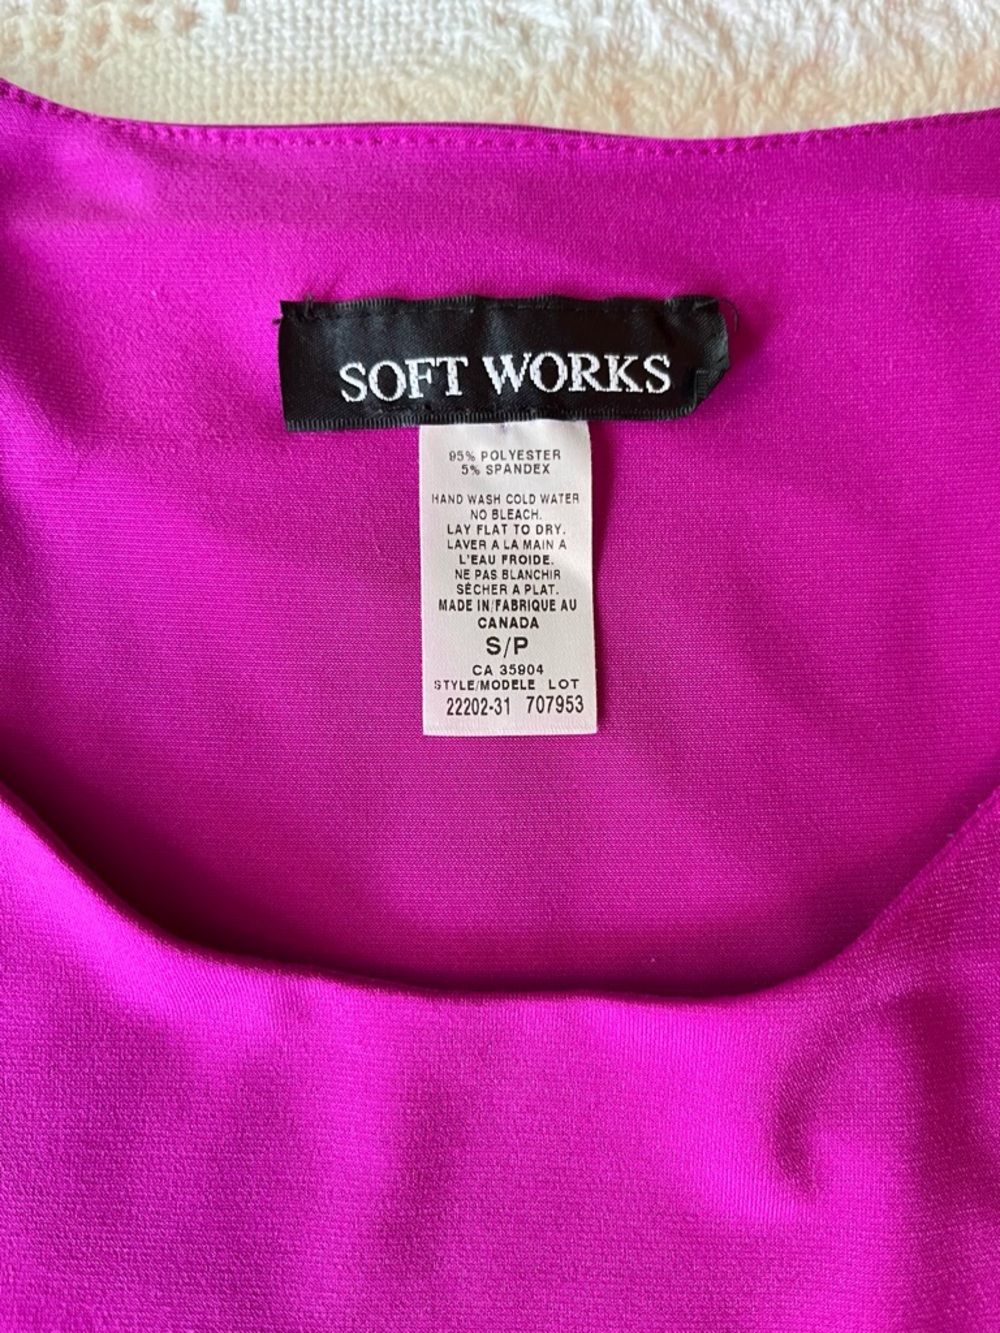 SOFT WORKS
95% POLYESTER
5% SPANDEX
HAND WASH COLD WATER
NO BLEACH.
LAY FLAT TO DRY.
LAVER A LA MAIN A
L'EAU FROIDE.
NE PAS BLANCHIR
SÉCHER A PLAT.
MADE IN/FABRIQUE AU
CANADA
S/P
CA 35904
STYLE/MODELE LOT
22202-31 707953